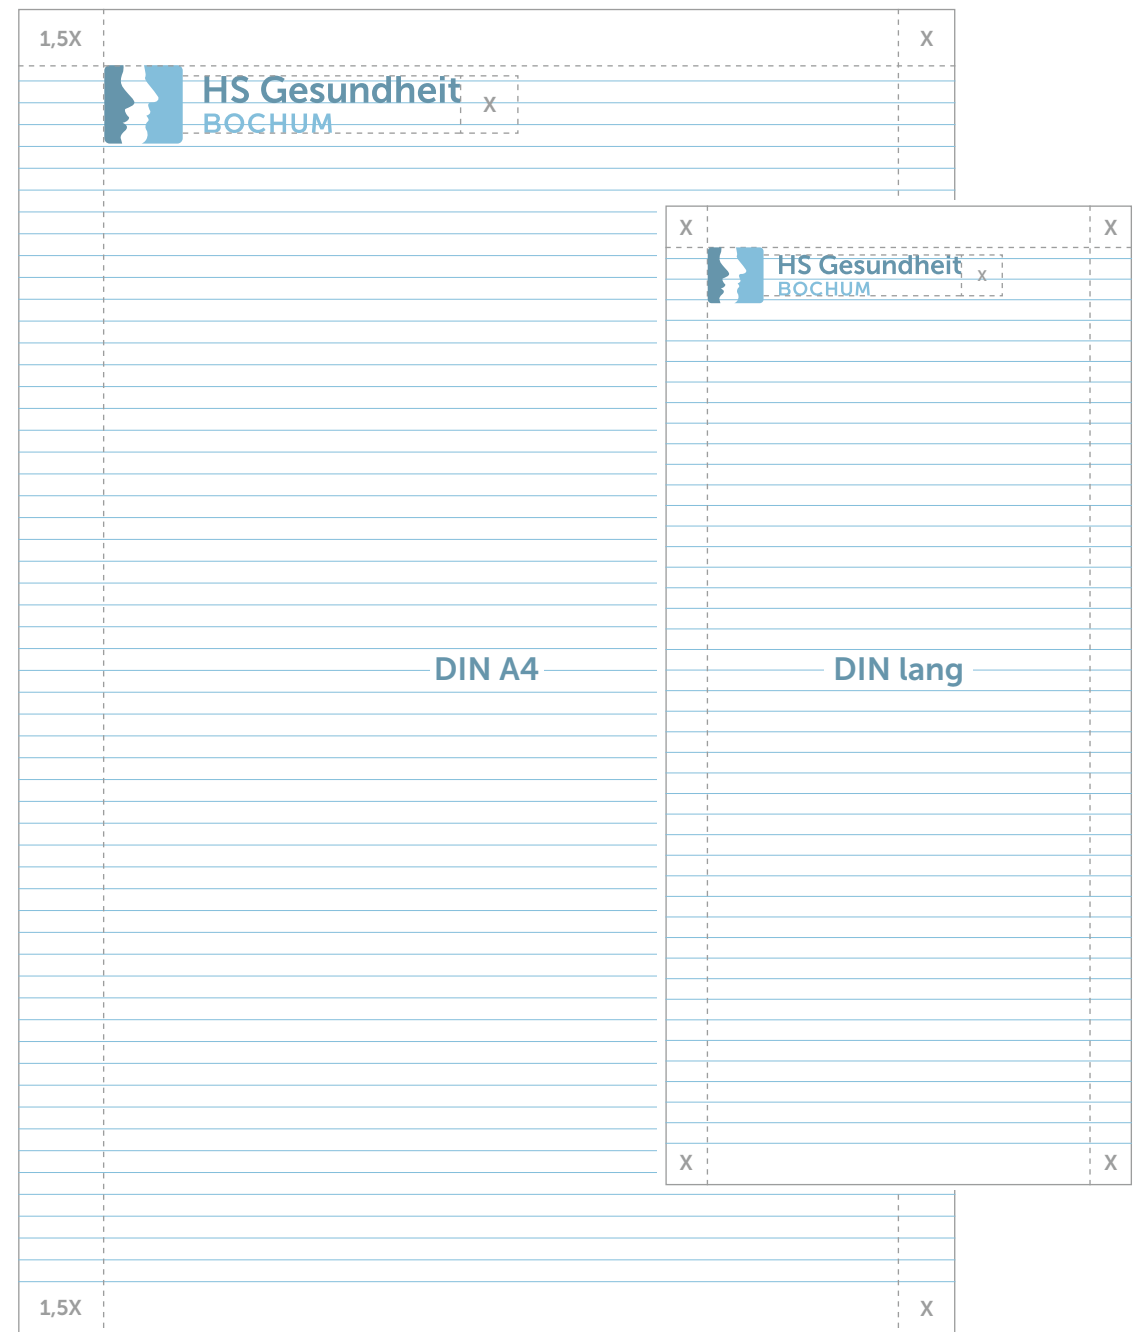 1,5X
X
HS Gesundheit
BOCHUM
X
X
X
HS Gesundheit
BOCHUM
X
DIN A4
DIN lang
X
X
1,5X
X